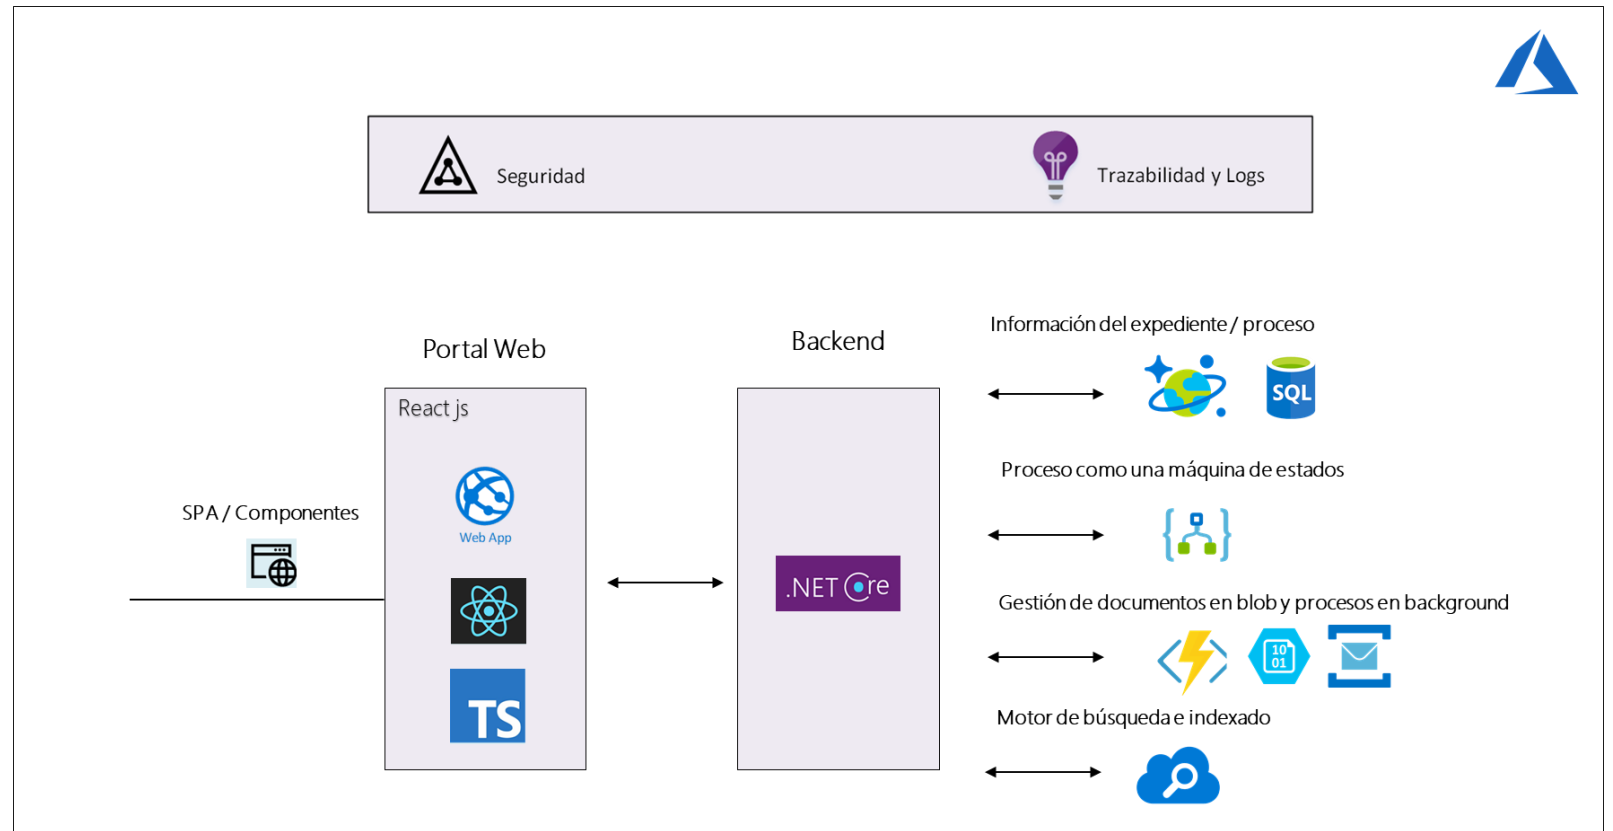 Seguridad
Trazabilidad y Logs
Información del expediente / proceso
Portal Web
Backend
React js
SQL
Proceso como una máquina de estados
SPA / Componentes
Web App
.NET Core
Gestión de documentos en blob y procesos en background
10
01
TS
Motor de búsqueda e indexado